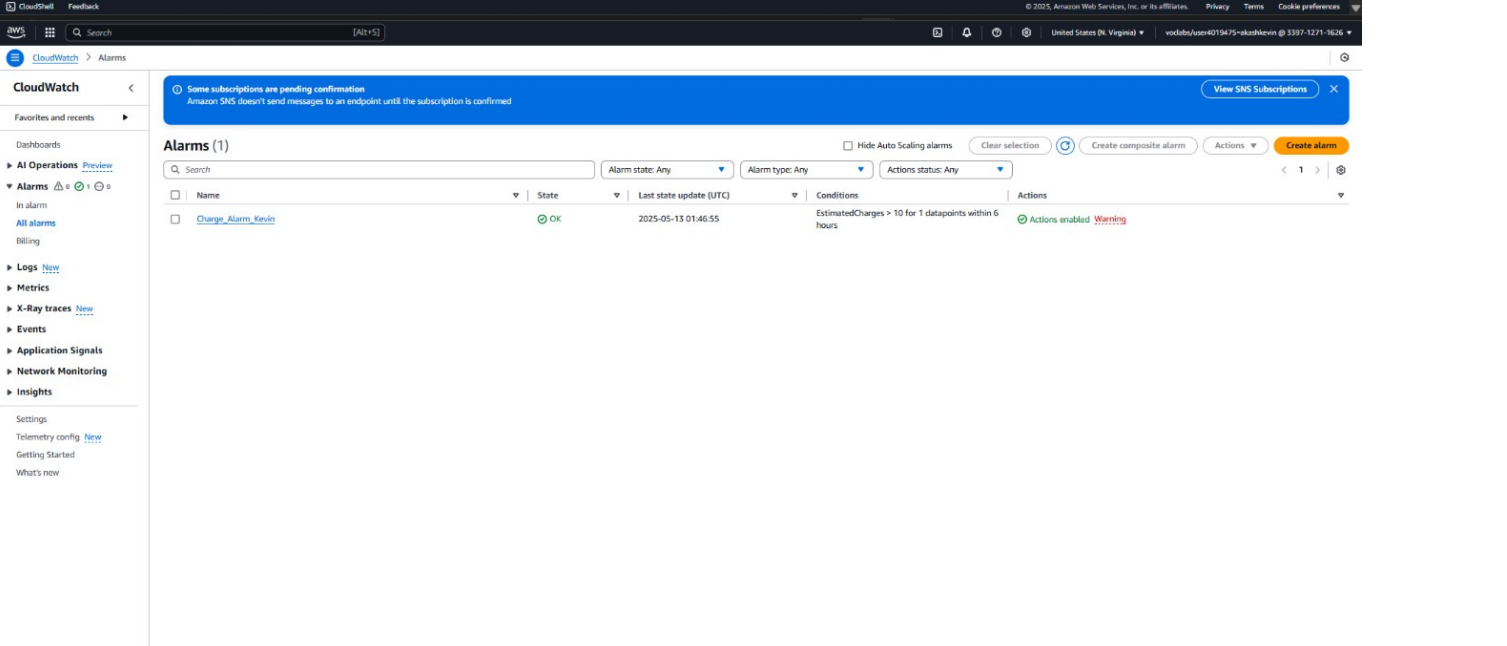 CloudShell Feedback © 2025, Amazon Web Services, Inc. or its affiliates. Privacy Terms Cookie preferences
aws Search [Alt+S] United States (N. Virginia) voclabs/user4019475=akashkevin @ 3397-1271-1626
CloudWatch > Alarms
CloudWatch
Favorites and recents
Dashboards
AI Operations Preview
Alarms 0 1 0
In alarm
All alarms
Billing
Logs New
Metrics
X-Ray traces New
Events
Application Signals
Network Monitoring
Insights
Settings
Telemetry config New
Getting Started
What's new
Some subscriptions are pending confirmation
Amazon SNS doesn't send messages to an endpoint until the subscription is confirmed
View SNS Subscriptions
Alarms (1)
Hide Auto Scaling alarms Clear selection Create composite alarm Actions Create alarm
Search Alarm state: Any Alarm type: Any Actions status: Any 1
Name State Last state update (UTC) Conditions Actions
Charge_Alarm_Kevin OK 2025-05-13 01:46:55 EstimatedCharges > 10 for 1 datapoints within 6
hours Actions enabled Warning